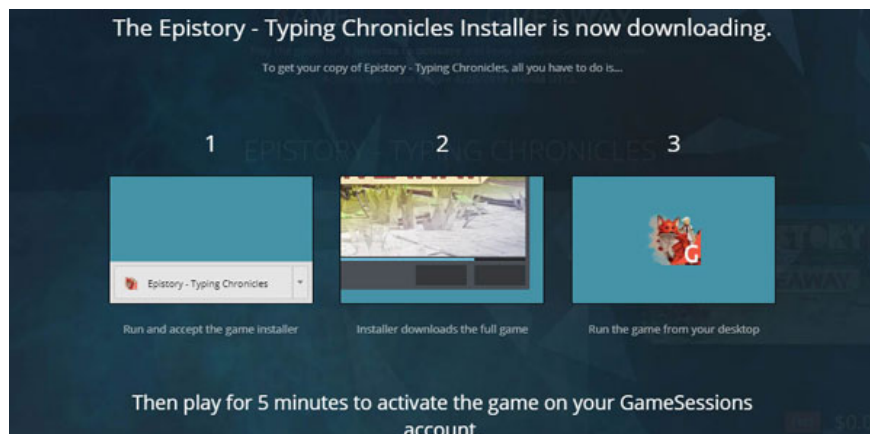 The Epistory - Typing Chronicles Installer is now downloading.
To get your copy of Epistory - Typing Chronicles, all you have to do is...
1
2
3
EPISTORY - TYPING CHRONICLES
Epistory - Typing Chronicles
G
Run and accept the game installer
Installer downloads the full game
Run the game from your desktop
Then play for 5 minutes to activate the game on your GameSessions
account